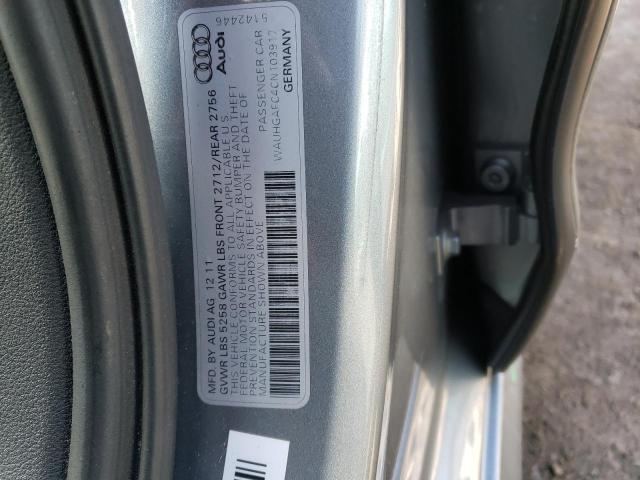 MFD. BY AUDI AG 12 11
GVWR LBS 5258 GAWR LBS FRONT 2712/REAR 2756
THIS VEHICLE CONFORMS TO ALL APPLICABLE U.S.
FEDERAL MOTOR VEHICLE SAFETY BUMPER AND THEFT
PREVENTION STANDARDS IN EFFECT ON THE DATE OF
MANUFACTURE SHOWN ABOVE
PASSENGER CAR
WAUHGAFC4CN103917
GERMANY
Audi
5142446